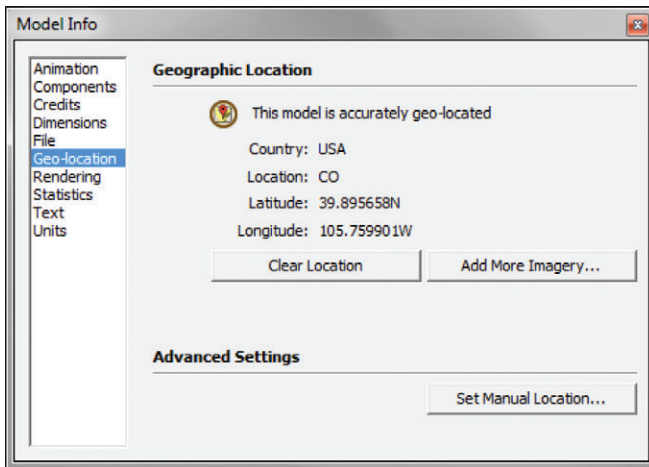 Model Info
Animation
Components
Credits
Dimensions
File
Geo-location
Rendering
Statistics
Text
Units
Geographic Location
This model is accurately geo-located
Country: USA
Location: CO
Latitude: 39.895658N
Longitude: 105.759901W
Clear Location
Add More Imagery...
Advanced Settings
Set Manual Location...